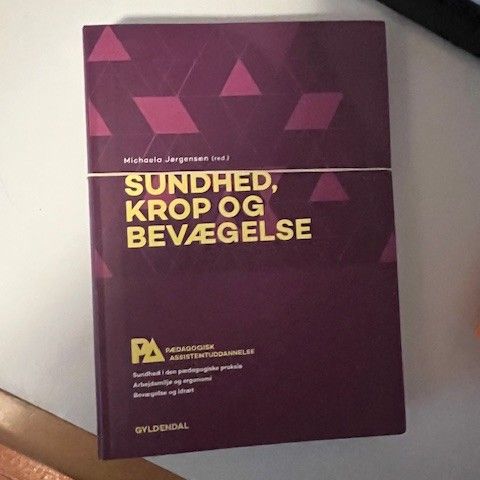 Michaela Jørgensen (red.)
SUNDHED,
KROP OG
BEVÆGELSE
PA PÆDAGOGISK
ASSISTENTUDDANNELSE
Sundhed i den pædagogiske praksis
Arbejdsmiljø og ergonomi
Bevægelse og idræt
GYLDENDAL